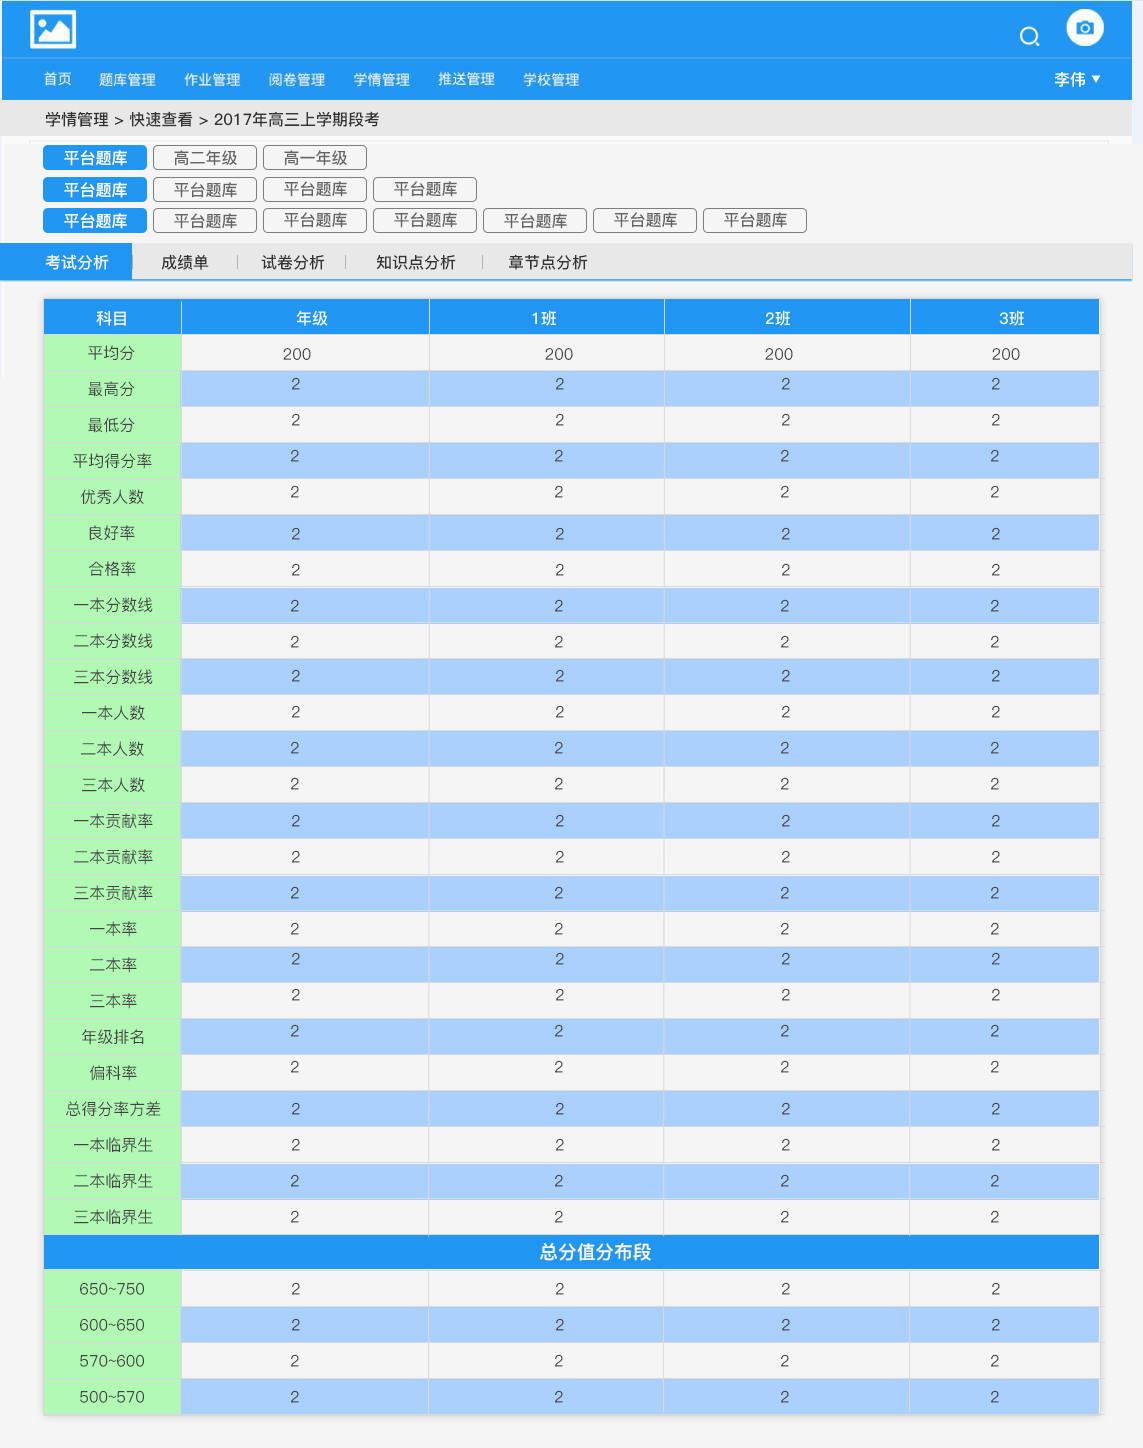 首页 题库管理 作业管理 阅卷管理 学情管理 推送管理 学校管理 李伟
学情管理 > 快速查看 > 2017年高三上学期段考
平台题库 高二年级 高一年级
平台题库 平台题库 平台题库 平台题库
平台题库 平台题库 平台题库 平台题库 平台题库 平台题库 平台题库
考试分析 成绩单 试卷分析 知识点分析 章节点分析
科目 年级 1班 2班 3班
平均分 200 200 200 200
最高分 2 2 2 2
最低分 2 2 2 2
平均得分率 2 2 2 2
优秀人数 2 2 2 2
良好率 2 2 2 2
合格率 2 2 2 2
一本分数线 2 2 2 2
二本分数线 2 2 2 2
三本分数线 2 2 2 2
一本人数 2 2 2 2
二本人数 2 2 2 2
三本人数 2 2 2 2
一本贡献率 2 2 2 2
二本贡献率 2 2 2 2
三本贡献率 2 2 2 2
一本率 2 2 2 2
二本率 2 2 2 2
三本率 2 2 2 2
年级排名 2 2 2 2
偏科率 2 2 2 2
总得分率方差 2 2 2 2
一本临界生 2 2 2 2
二本临界生 2 2 2 2
三本临界生 2 2 2 2
总分值分布段
650~750 2 2 2 2
600~650 2 2 2 2
570~600 2 2 2 2
500~570 2 2 2 2